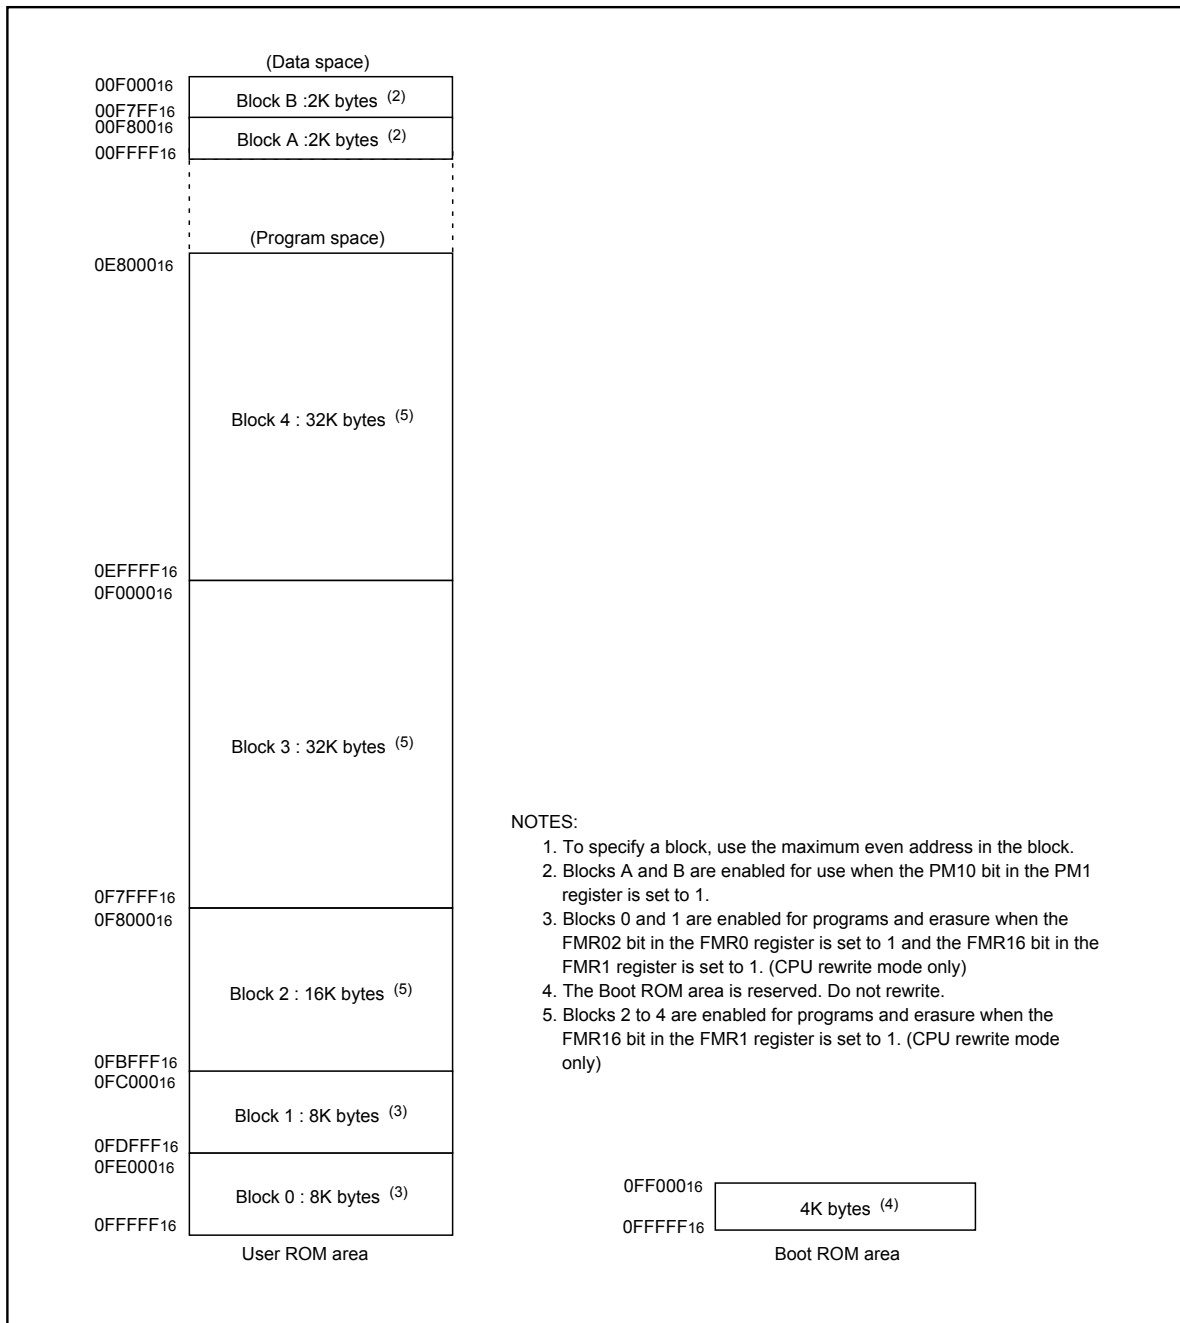 (Data space)
00F00016
Block B :2K bytes (2)
00F7FF16
00F80016
Block A :2K bytes (2)
00FFFF16
(Program space)
0E800016
Block 4 : 32K bytes (5)
0EFFFF16
0F000016
Block 3 : 32K bytes (5)
0F7FFF16
0F800016
Block 2 : 16K bytes (5)
0FBFFF16
0FC00016
Block 1 : 8K bytes (3)
0FDFFF16
0FE00016
Block 0 : 8K bytes (3)
0FFFFF16
User ROM area
NOTES:
1. To specify a block, use the maximum even address in the block.
2. Blocks A and B are enabled for use when the PM10 bit in the PM1
register is set to 1.
3. Blocks 0 and 1 are enabled for programs and erasure when the
FMR02 bit in the FMR0 register is set to 1 and the FMR16 bit in the
FMR1 register is set to 1. (CPU rewrite mode only)
4. The Boot ROM area is reserved. Do not rewrite.
5. Blocks 2 to 4 are enabled for programs and erasure when the
FMR16 bit in the FMR1 register is set to 1. (CPU rewrite mode
only)
0FF00016
4K bytes (4)
0FFFFF16
Boot ROM area